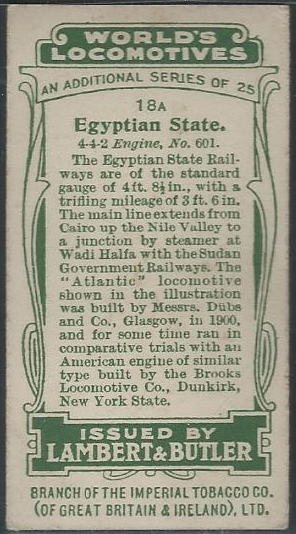 WORLD'S
LOCOMOTIVES
AN ADDITIONAL SERIES OF 25
18A
Egyptian State.
4-4-2 Engine, No. 601.
The Egyptian State Rail-
ways are of the standard
gauge of 4 ft. 8½ in., with a
trifling mileage of 3 ft. 6 in.
The main line extends from
Cairo up the Nile Valley to
a junction by steamer at
Wadi Halfa with the Sudan
Government Railways. The
"Atlantic" locomotive
shown in the illustration
was built by Messrs. Dübs
and Co., Glasgow, in 1900,
and for some time ran in
comparative trials with an
American engine of similar
type built by the Brooks
Locomotive Co., Dunkirk,
New York State.
ISSUED BY
LAMBERT & BUTLER
BRANCH OF THE IMPERIAL TOBACCO CO.
(OF GREAT BRITAIN & IRELAND), LTD.